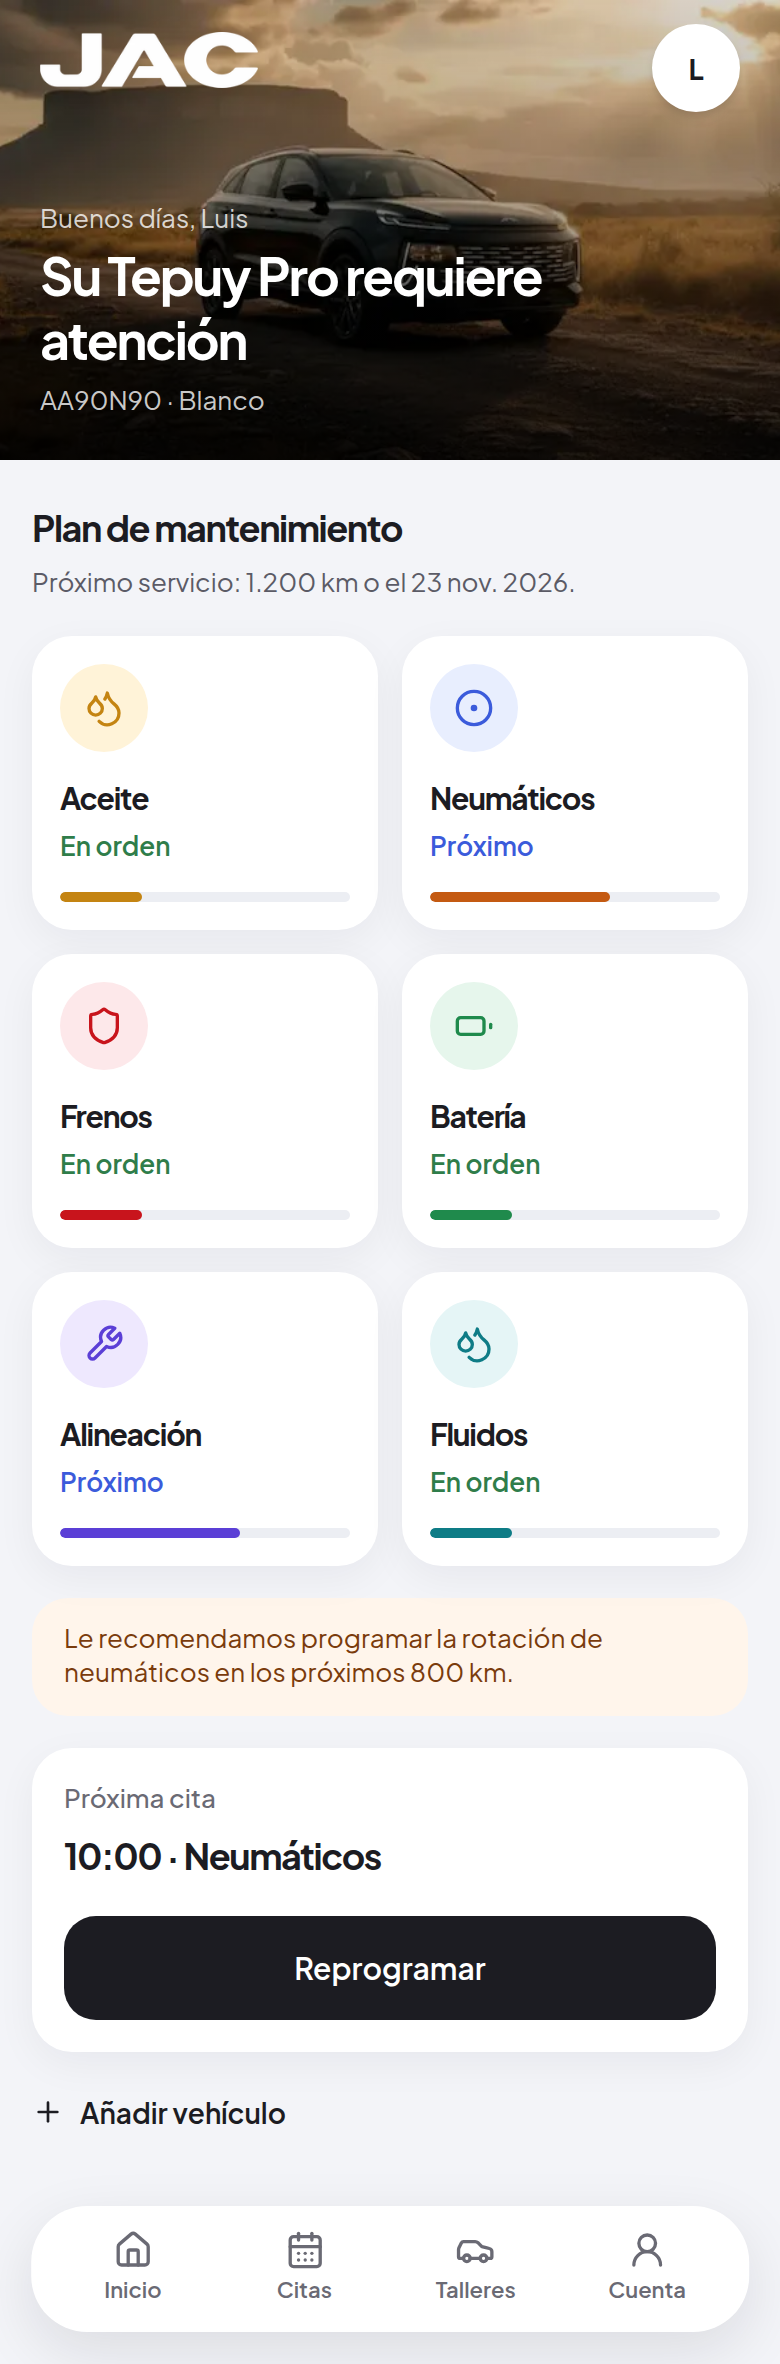 JAC
L
Buenos días, Luis
Su Tepuy Pro requiere
atención
AA90N90 · Blanco
Plan de mantenimiento
Próximo servicio: 1.200 km o el 23 nov. 2026.
Aceite
En orden
Neumáticos
Próximo
Frenos
En orden
Batería
En orden
Alineación
Próximo
Fluidos
En orden
Le recomendamos programar la rotación de
neumáticos en los próximos 800 km.
Próxima cita
10:00 · Neumáticos
Reprogramar
Añadir vehículo
Inicio
Citas
Talleres
Cuenta